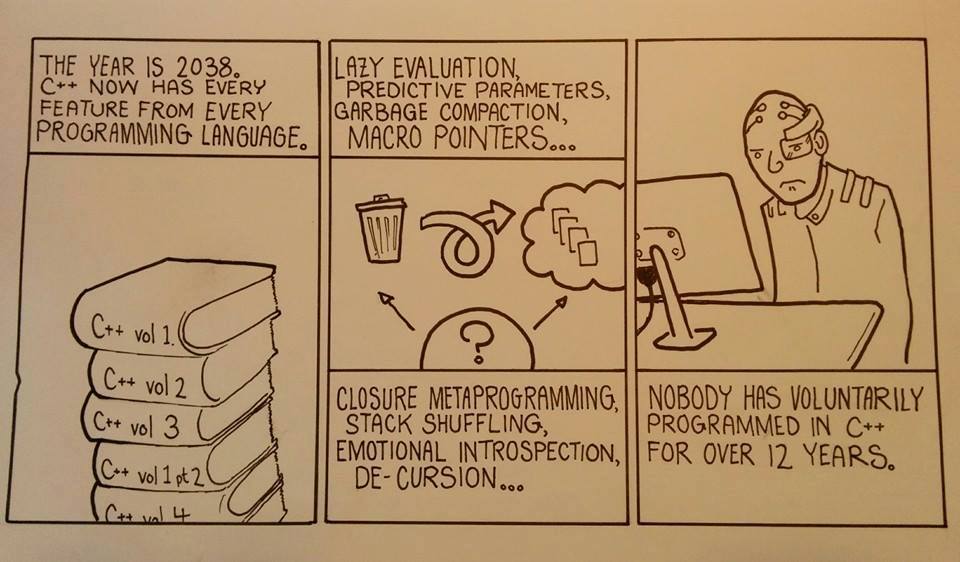 THE YEAR IS 2038.
C++ NOW HAS EVERY
FEATURE FROM EVERY
PROGRAMMING LANGUAGE.
C++ vol 1.
C++ vol 2
C++ vol 3
C++ vol 1 pt 2
C++ vol 4
LAZY EVALUATION,
PREDICTIVE PARAMETERS,
GARBAGE COMPACTION,
MACRO POINTERS...
?
CLOSURE METAPROGRAMMING,
STACK SHUFFLING,
EMOTIONAL INTROSPECTION,
DE-CURSION...
NOBODY HAS VOLUNTARILY
PROGRAMMED IN C++
FOR OVER 12 YEARS.